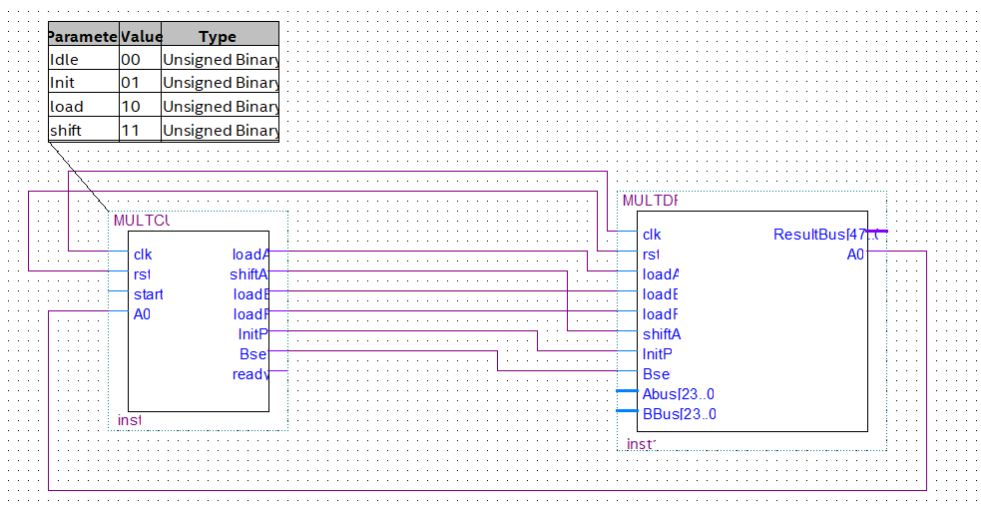 Paramete Value Type
Idle 00 Unsigned Binary
Init 01 Unsigned Binary
load 10 Unsigned Binary
shift 11 Unsigned Binary
MULTCU
clk loadA
rst shiftA
start loadB
A0 loadP
InitP
Bse
ready
inst
MULTDP
clk ResultBus[47..0
rst A0
loadA
loadB
loadP
shiftA
InitP
Bse
Abus[23..0
BBus[23..0
inst1